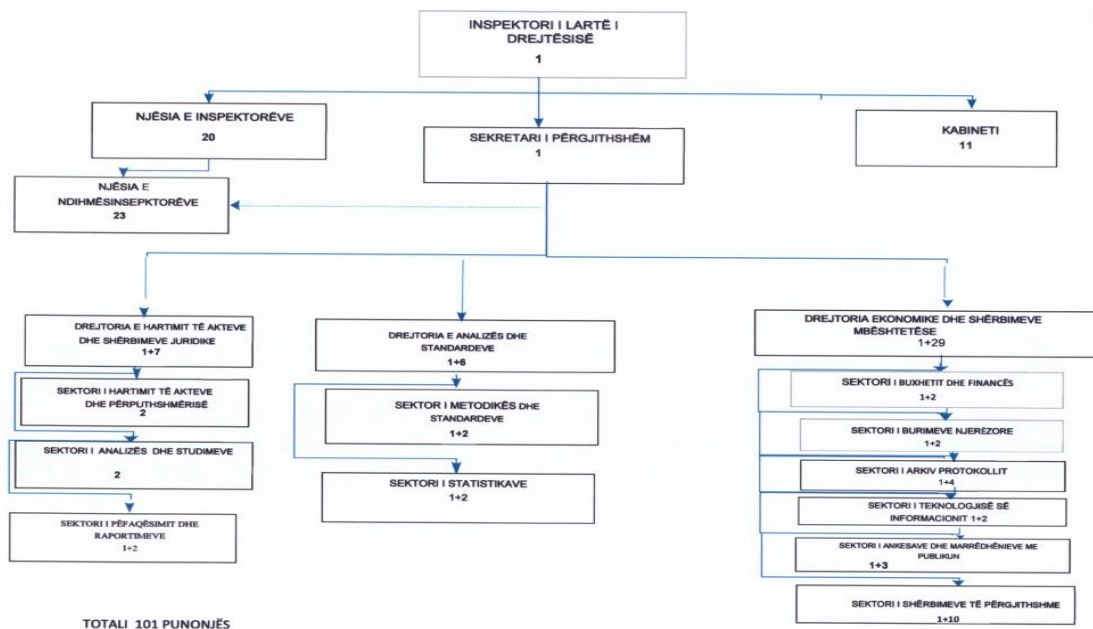 INSPEKTORI I LARTË I
DREJTËSISË
1
NJËSIA E INSPEKTORËVE
20
SEKRETARI I PËRGJITHSHËM
1
KABINETI
11
NJËSIA E
NDIHMËSINSEPKTORËVE
23
DREJTORIA E HARTIMIT TË AKTEVE
DHE SHËRBIMEVE JURIDIKE
1+7
SEKTORI I HARTIMIT TË AKTEVE
DHE PËRPUTHSHMËRISË
2
SEKTORI I ANALIZËS DHE STUDIMEVE
2
SEKTORI I PËFAQËSIMIT DHE
RAPORTIMEVE
1+2
DREJTORIA E ANALIZËS DHE
STANDARDEVE
1+6
SEKTOR I METODIKËS DHE
STANDARDEVE
1+2
SEKTORI I STATISTIKAVE
1+2
DREJTORIA EKONOMIKE DHE SHËRBIMEVE
MBËSHTETËSE
1+29
SEKTORI I BUXHETIT DHE FINANCËS
1+2
SEKTORI I BURIMEVE NJERËZORE
1+2
SEKTORI I ARKIV PROTOKOLLIT
1+4
SEKTORI I TEKNOLOGJISË SË
INFORMACIONIT 1+2
SEKTORI I ANKESAVE DHE MARRËDHËNIEVE ME
PUBLIKUN
1+3
SEKTORI I SHËRBIMEVE TË PËRGJITHSHME
1+10
TOTALI 101 PUNONJËS